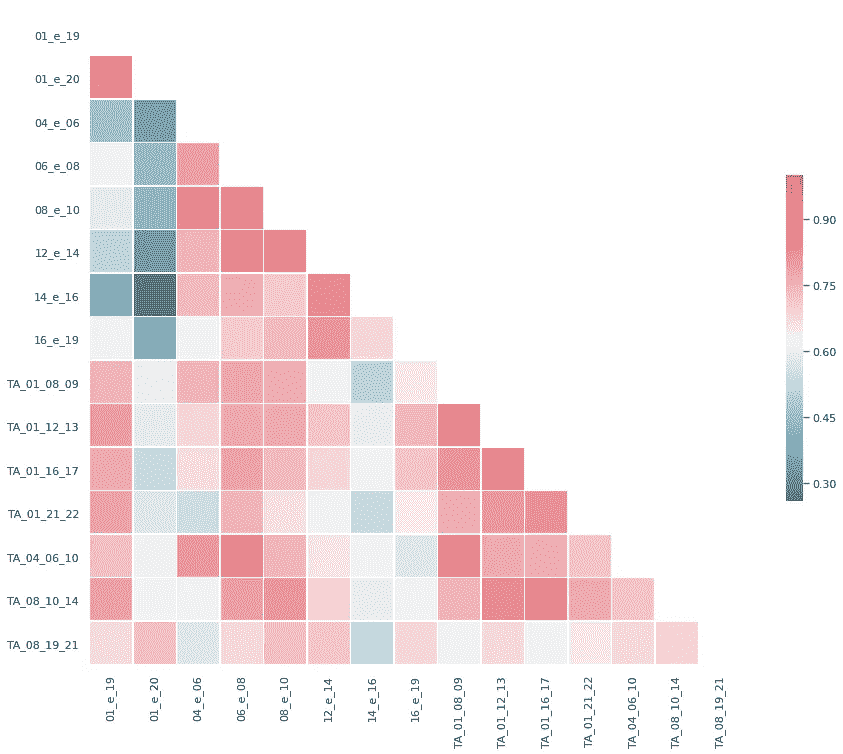 01_e_19
01_e_20
04_e_06
06_e_08
08_e_10
12_e_14
14_e_16
16_e_19
TA_01_08_09
TA_01_12_13
TA_01_16_17
TA_01_21_22
TA_04_06_10
TA_08_10_14
TA_08_19_21
01_e_19
01_e_20
04_e_06
06_e_08
08_e_10
12_e_14
14_e_16
16_e_19
TA_01_08_09
TA_01_12_13
TA_01_16_17
TA_01_21_22
TA_04_06_10
TA_08_10_14
TA_08_19_21
0.90
0.75
0.60
0.45
0.30